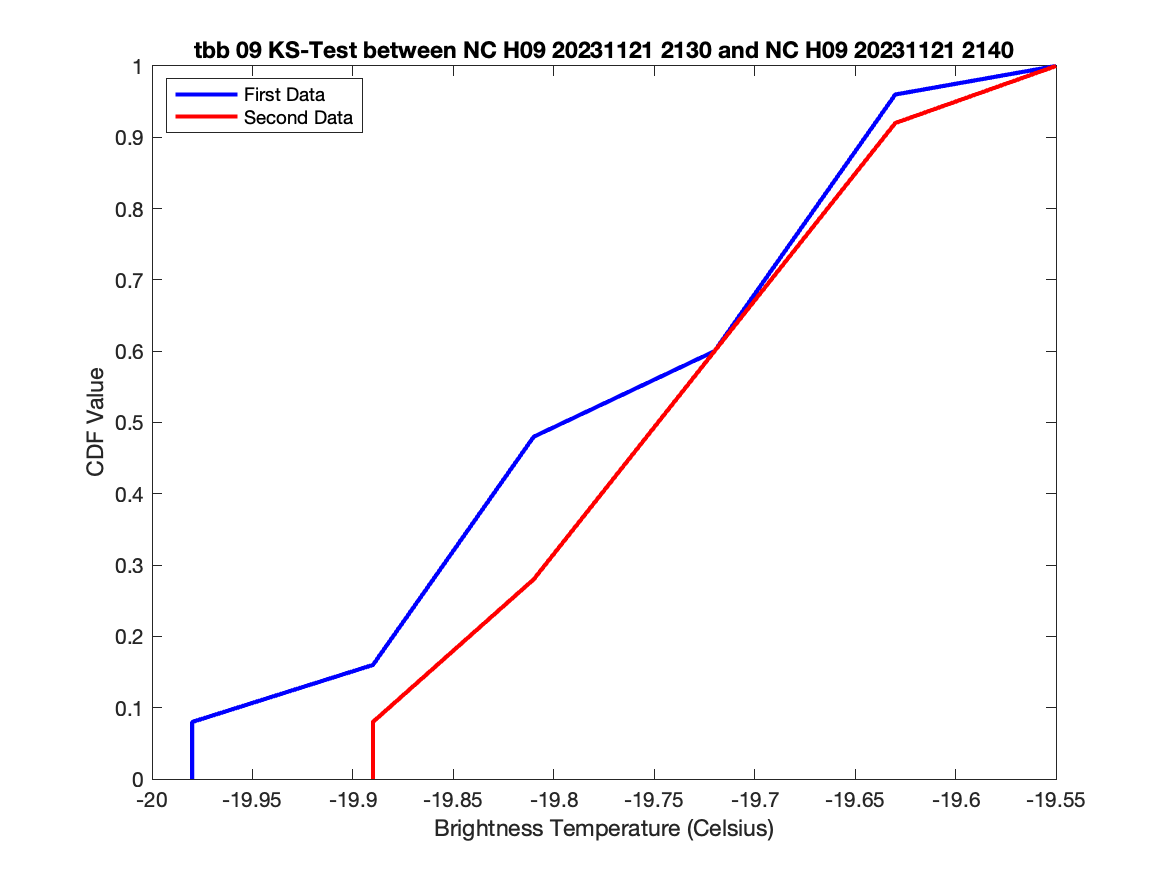 tbb 09 KS-Test between NC H09 20231121 2130 and NC H09 20231121 2140
First Data
Second Data
1
0.9
0.8
0.7
0.6
0.5
0.4
0.3
0.2
0.1
0
CDF Value
-20 -19.95 -19.9 -19.85 -19.8 -19.75 -19.7 -19.65 -19.6 -19.55
Brightness Temperature (Celsius)